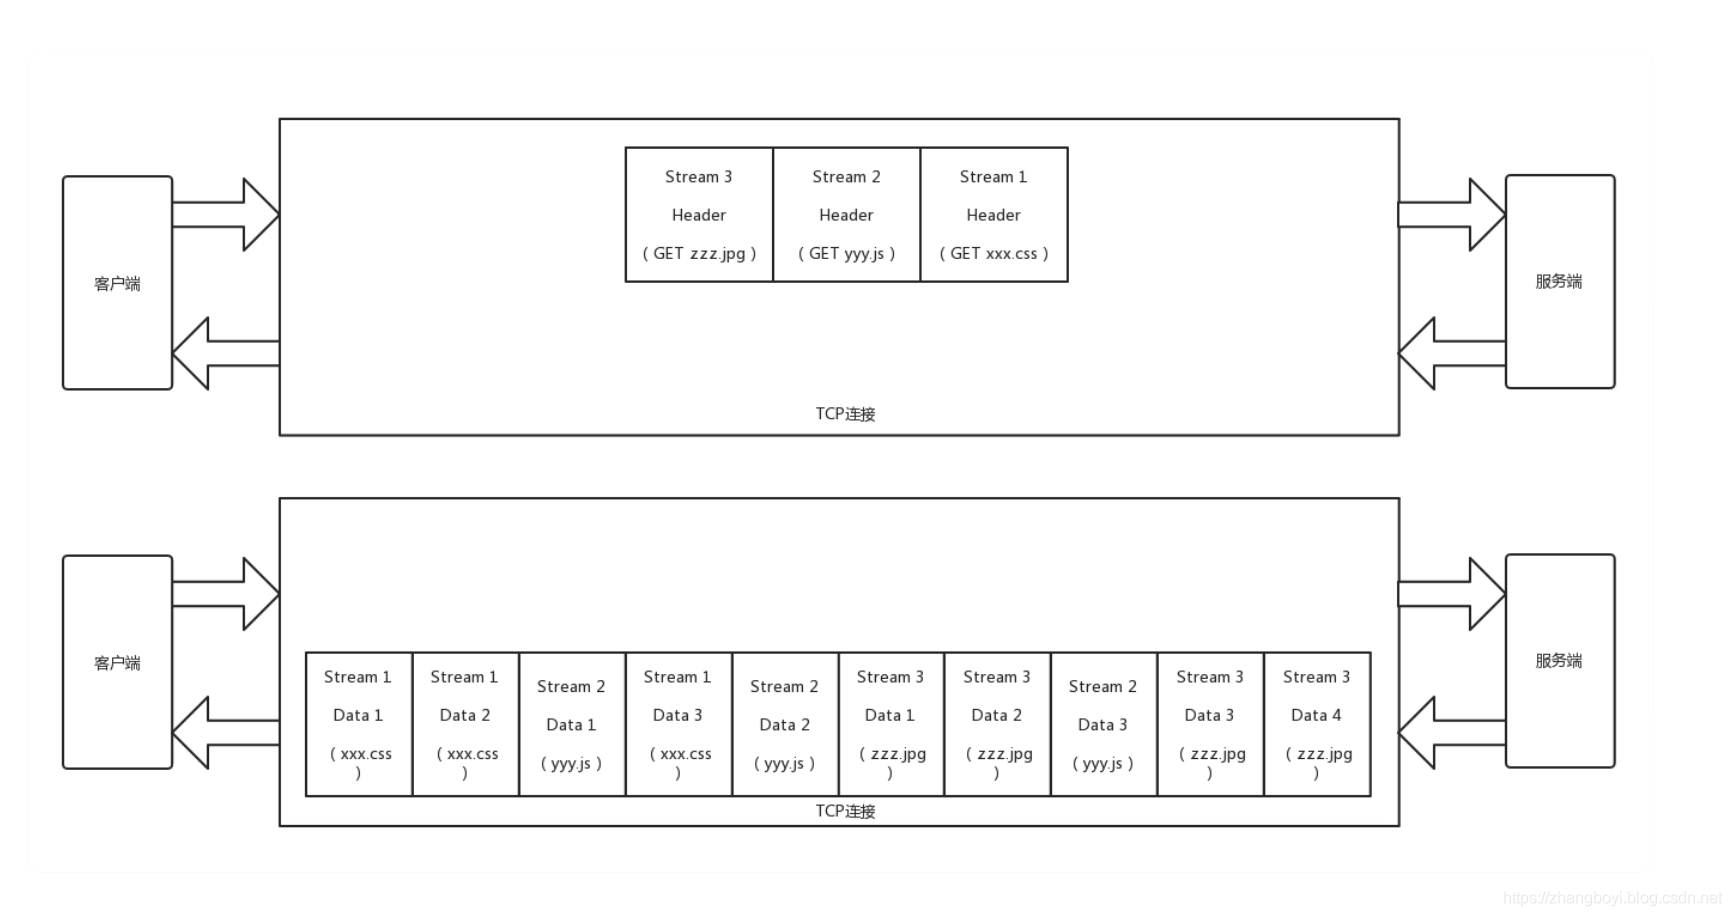 Stream 3
Header
( GET zzz.jpg )
Stream 2
Header
( GET yyy.js )
Stream 1
Header
( GET xxx.css )
客户端
服务端
TCP连接
客户端
服务端
Stream 1
Data 1
( xxx.css
)
Stream 1
Data 2
( xxx.css
)
Stream 2
Data 1
( yyy.js )
Stream 1
Data 3
( xxx.css
)
Stream 2
Data 2
( yyy.js )
Stream 3
Data 1
( zzz.jpg
)
Stream 3
Data 2
( zzz.jpg
)
Stream 2
Data 3
( yyy.js )
Stream 3
Data 3
( zzz.jpg
)
Stream 3
Data 4
( zzz.jpg
)
TCP连接
https://zhangboyi.blog.csdn.net